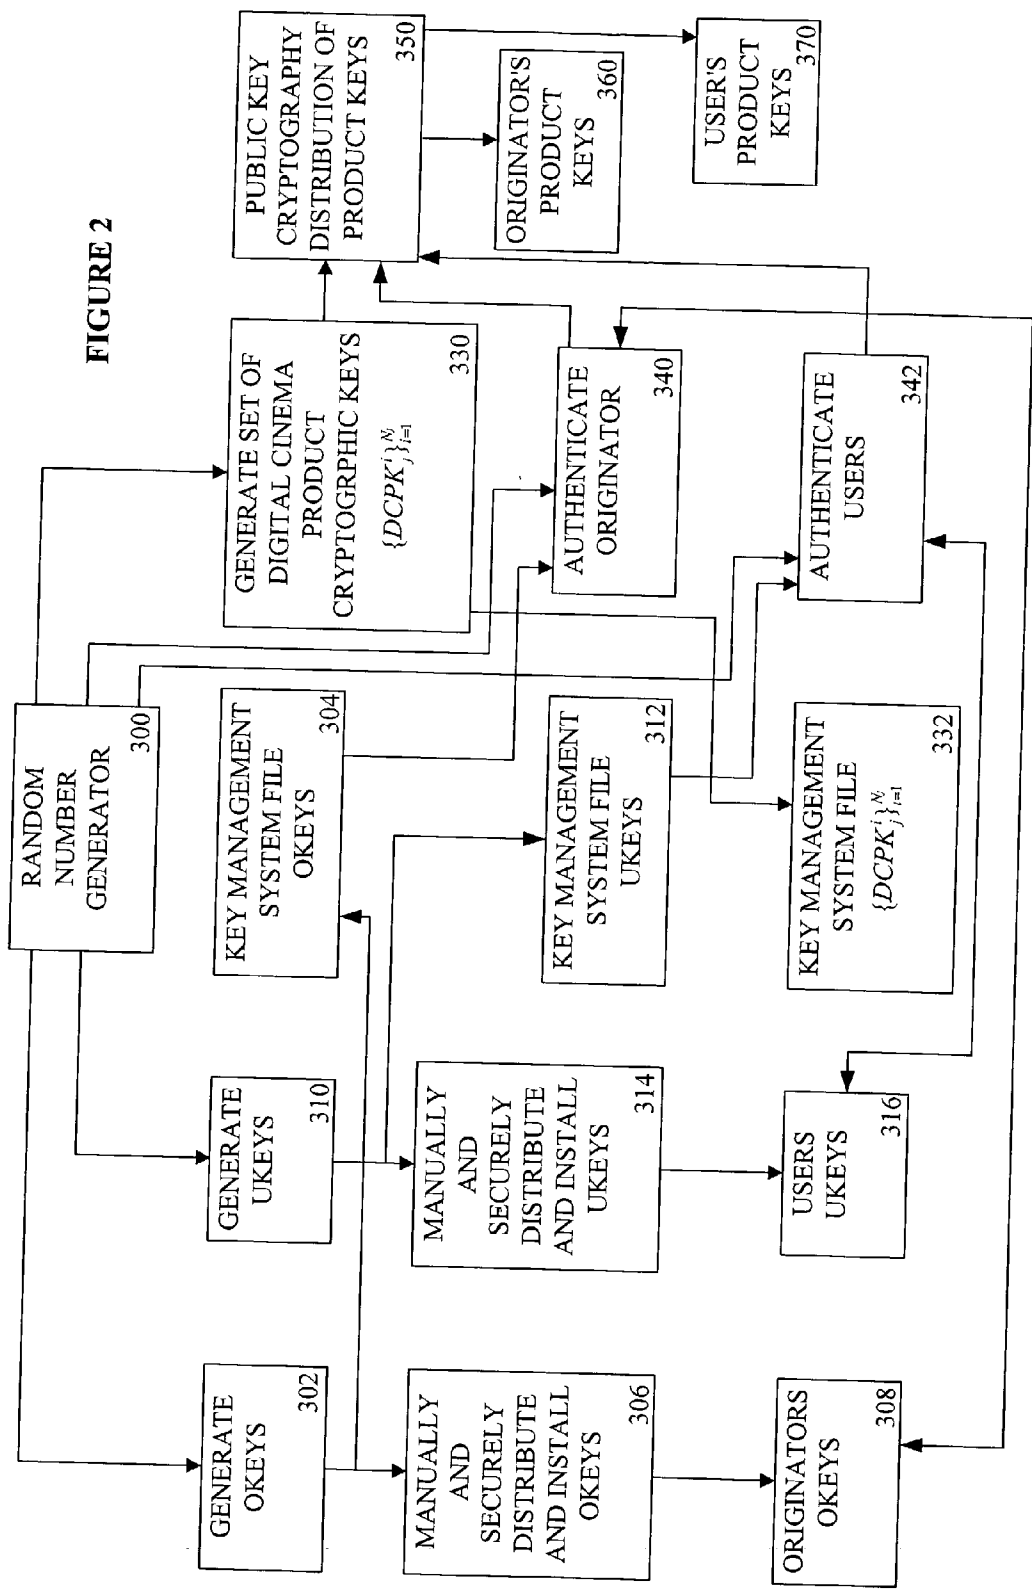 FIGURE 2
RANDOM
NUMBER
GENERATOR
300
GENERATE
OKEYS
302
GENERATE
UKEYS
310
KEY MANAGEMENT
SYSTEM FILE
OKEYS
304
GENERATE SET OF
DIGITAL CINEMA
PRODUCT
CRYPTOGRPHIC KEYS
{DCPK^i_j}^{N_i}_{i=1}
330
PUBLIC KEY
CRYPTOGRAPHY
DISTRIBUTION OF
PRODUCT KEYS
350
MANUALLY
AND
SECURELY
DISTRIBUTE
AND INSTALL
OKEYS
306
MANUALLY
AND
SECURELY
DISTRIBUTE
AND INSTALL
UKEYS
314
KEY MANAGEMENT
SYSTEM FILE
UKEYS
312
AUTHENTICATE
ORIGINATOR
340
ORIGINATOR'S
PRODUCT
KEYS
360
ORIGINATORS
OKEYS
308
USERS
UKEYS
316
KEY MANAGEMENT
SYSTEM FILE
{DCPK^i_j}^{N_i}_{i=1}
332
AUTHENTICATE
USERS
342
USER'S
PRODUCT
KEYS
370